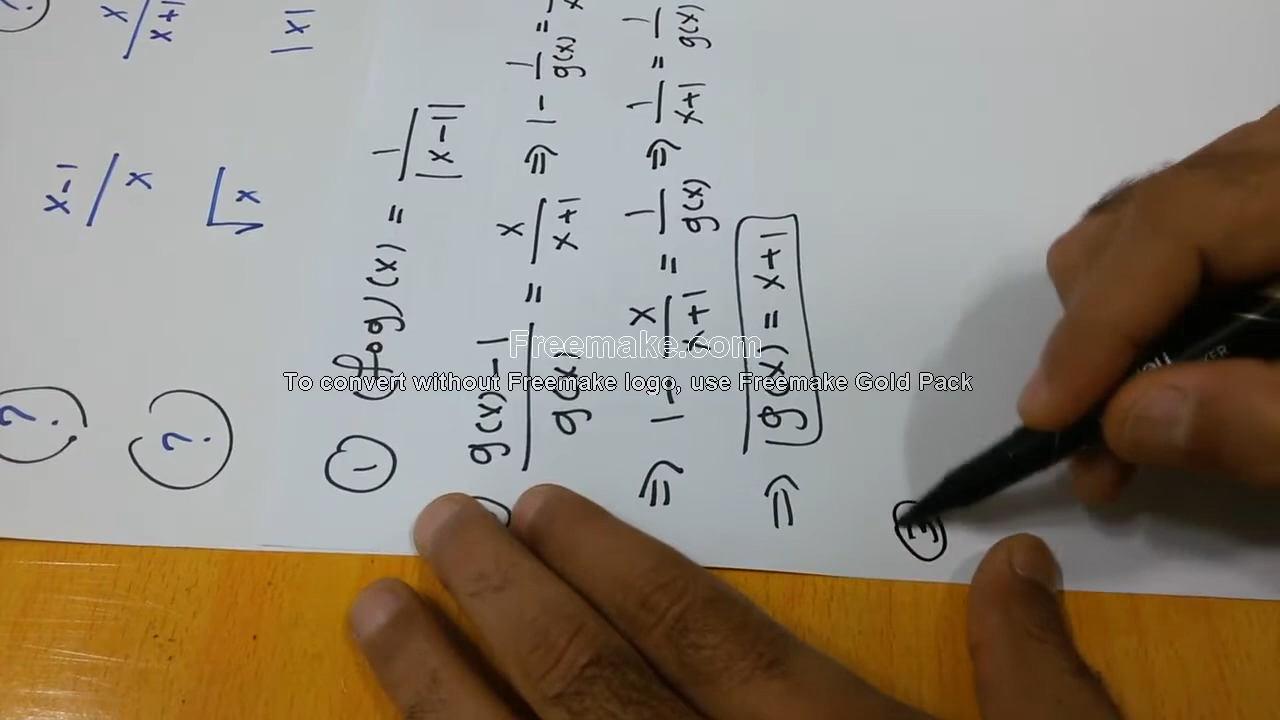 ? x/x+1 |x|
x-1/x x √x
? ?
① (fog)(x) = 1/|x-1|
g(x)-1/g(x) = x/x+1 ⇒ 1 - 1/g(x) =
⇒ 1 - x/x+1 = 1/g(x) ⇒ 1/x+1 = 1/g(x)
⇒ g(x) = x+1
③
Freemake.com
To convert without Freemake logo, use Freemake Gold Pack